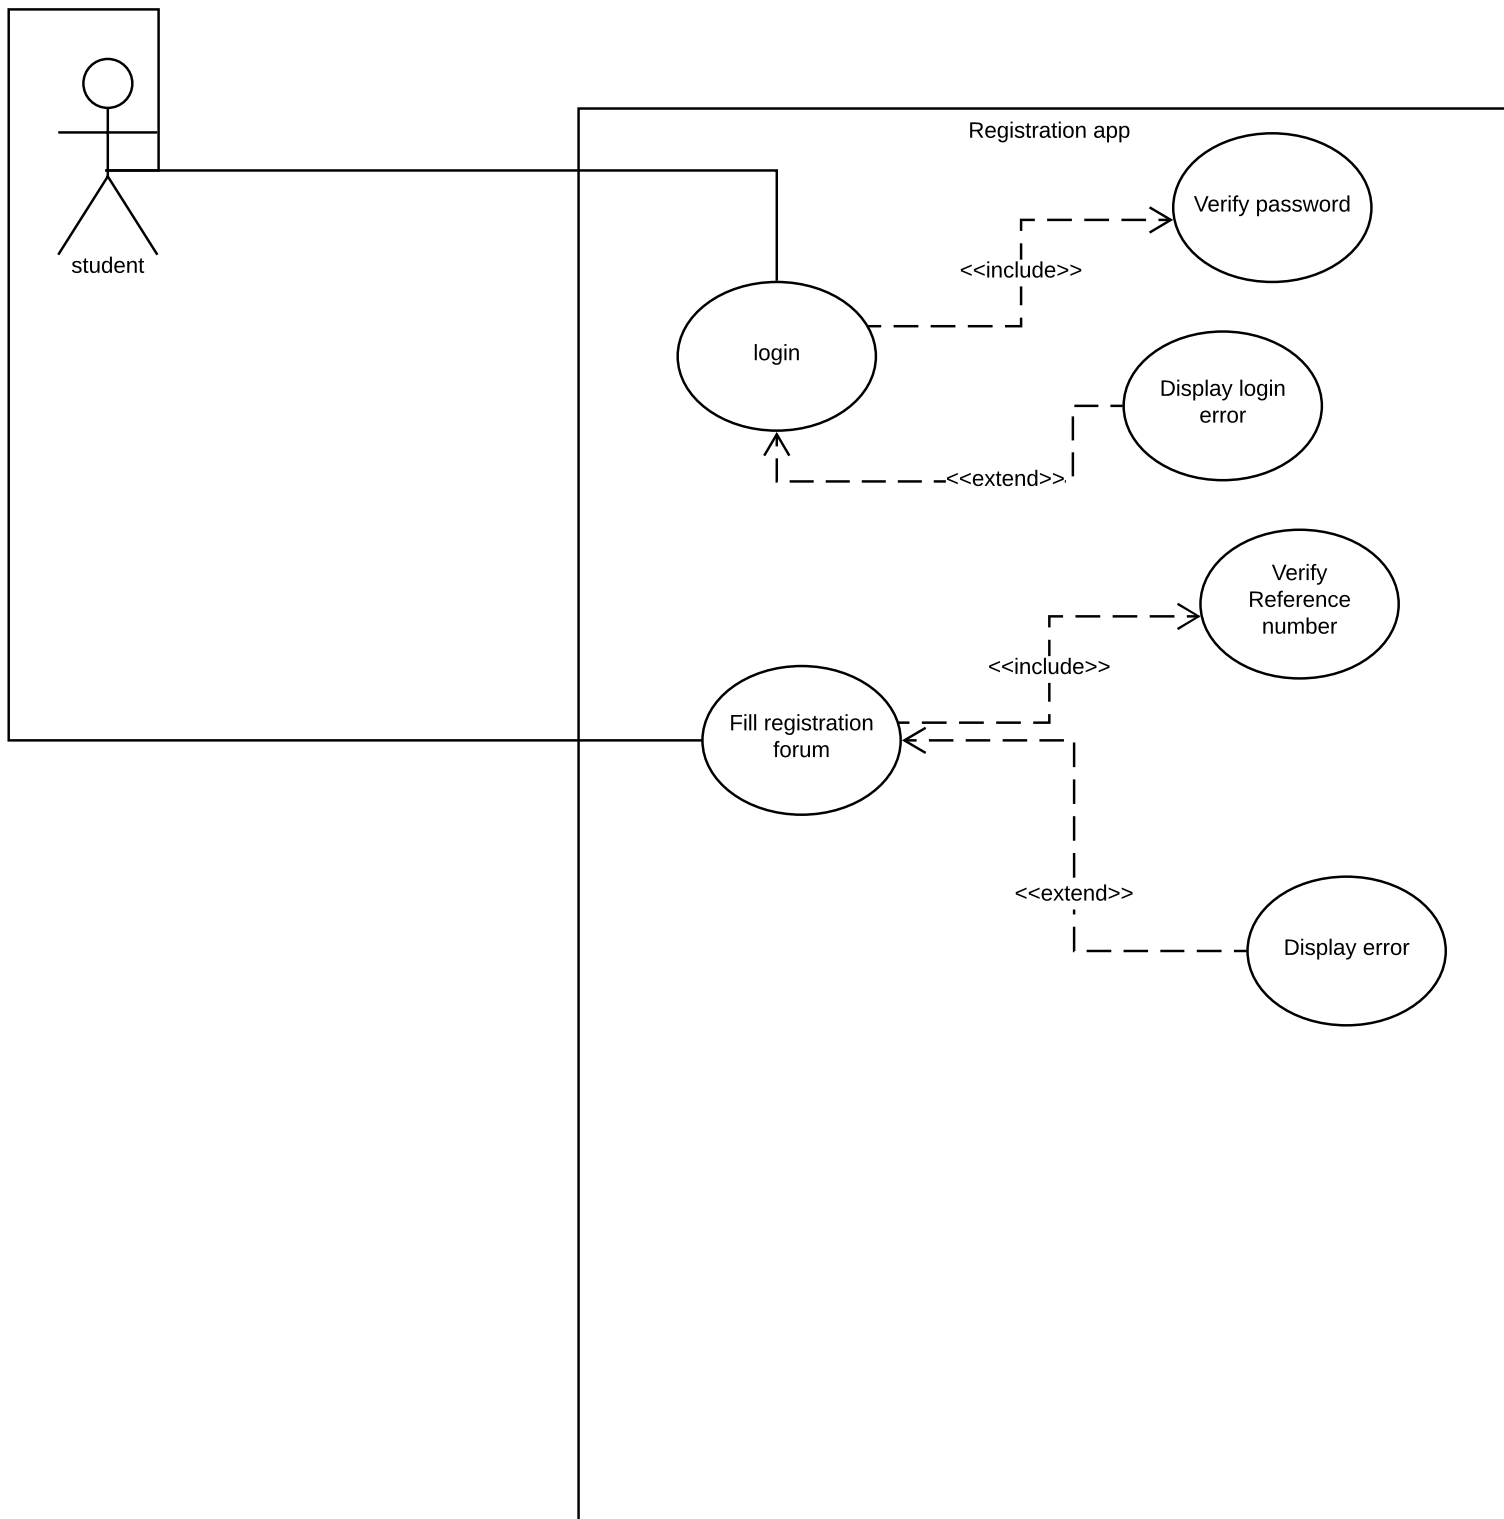 Registration app
Verify password
student
<<include>>
login
Display login
error
<<extend>>
Verify
Reference
number
<<include>>
Fill registration
forum
<<extend>>
Display error